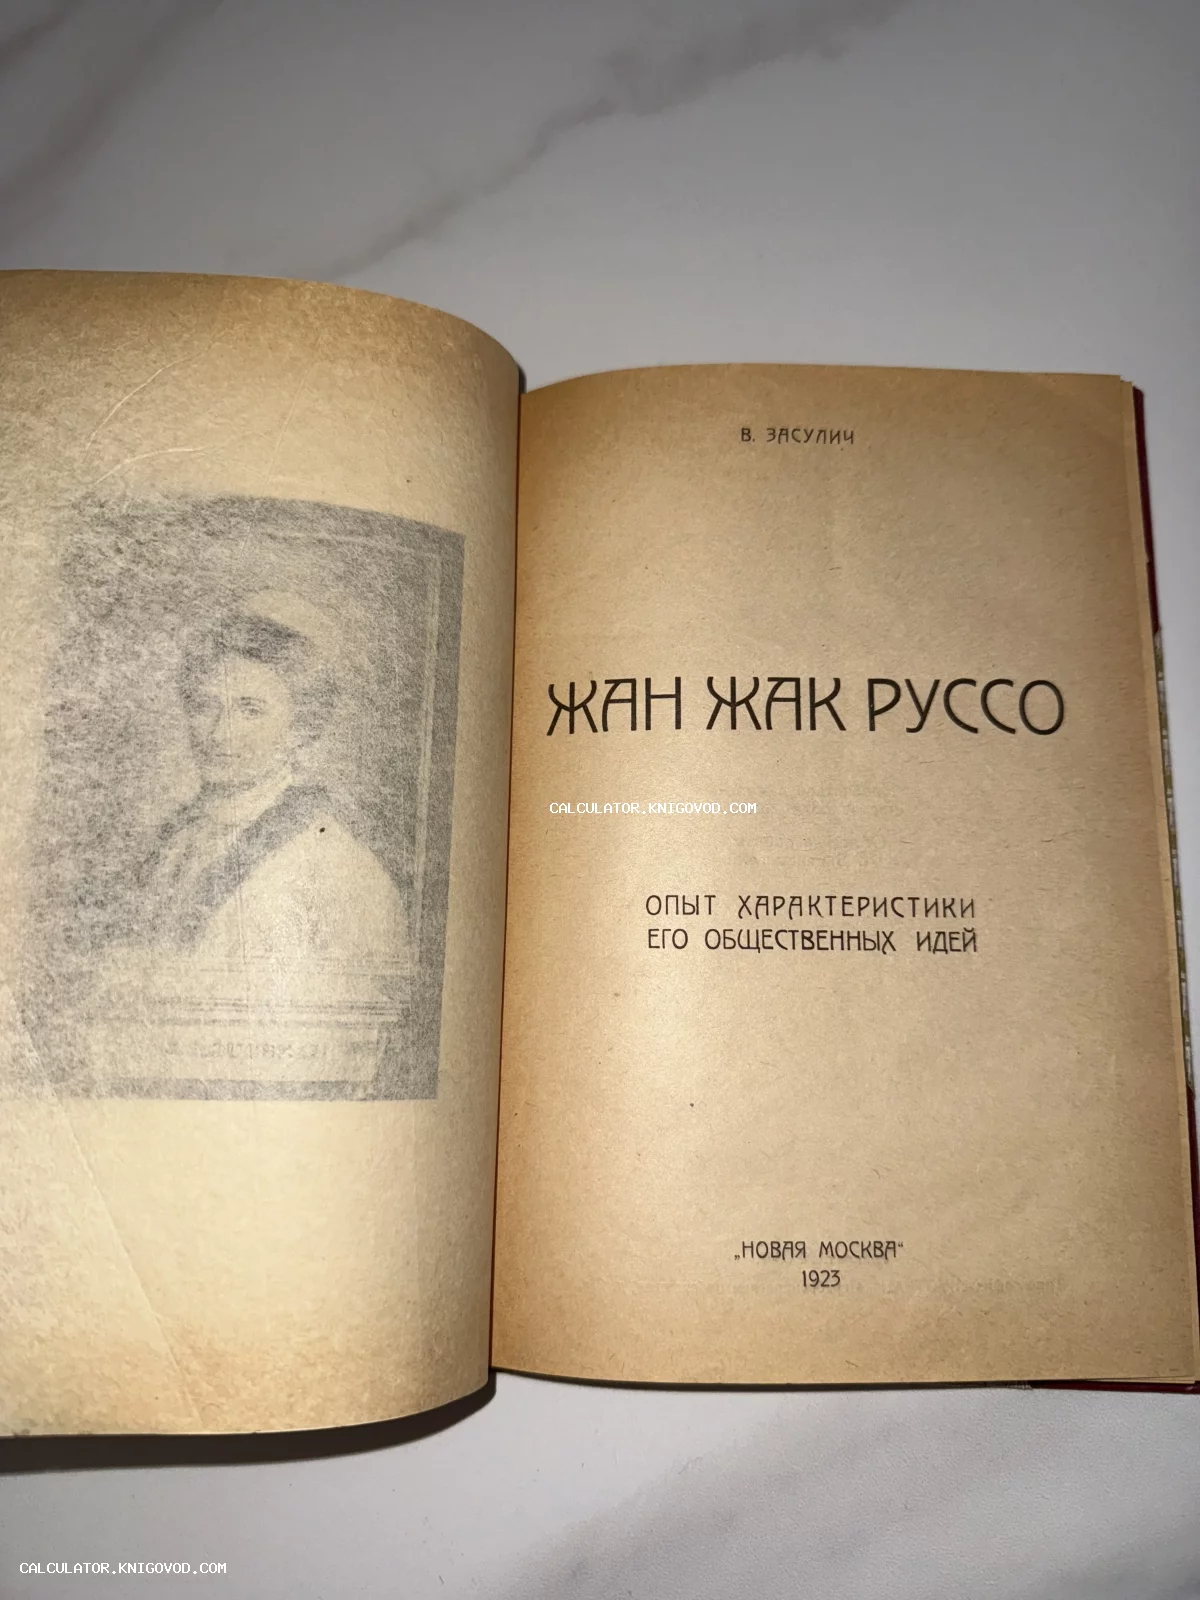 В. ЗАСУЛИЧ
ЖАН ЖАК РУССО
CALCULATOR.KNIGOVOD.COM
ОПЫТ ХАРАКТЕРИСТИКИ
ЕГО ОБЩЕСТВЕННЫХ ИДЕЙ
„НОВАЯ МОСКВА“
1923
CALCULATOR.KNIGOVOD.COM